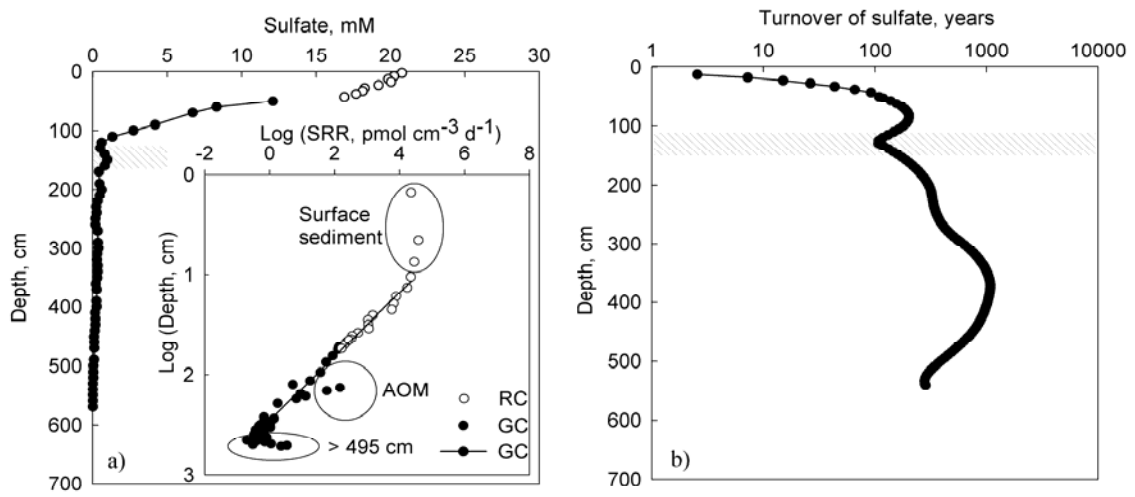 Sulfate, mM
0 5 10 15 20 25 30
0
100
200
300
400
500
600
700
Depth, cm
Log (SRR, pmol cm-3 d-1)
-2 0 2 4 6 8
0
1
2
3
Log (Depth, cm)
Surface
sediment
AOM
> 495 cm
RC
GC
GC
a)
Turnover of sulfate, years
1 10 100 1000 10000
0
100
200
300
400
500
600
700
Depth, cm
b)